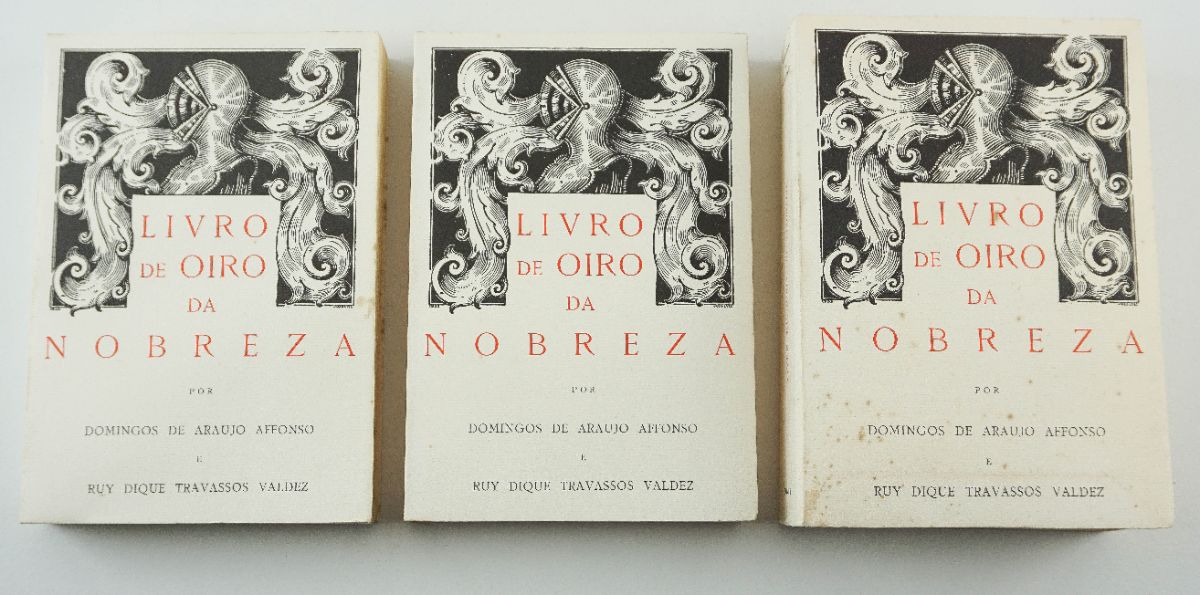 LIVRO
DE OIRO
DA
NOBREZA
POR
DOMINGOS DE ARAUJO AFFONSO
E
RUY DIQUE TRAVASSOS VALDEZ
LIVRO
DE OIRO
DA
NOBREZA
POR
DOMINGOS DE ARAUJO AFFONSO
E
RUY DIQUE TRAVASSOS VALDEZ
LIVRO
DE OIRO
DA
NOBREZA
POR
DOMINGOS DE ARAUJO AFFONSO
E
RUY DIQUE TRAVASSOS VALDEZ